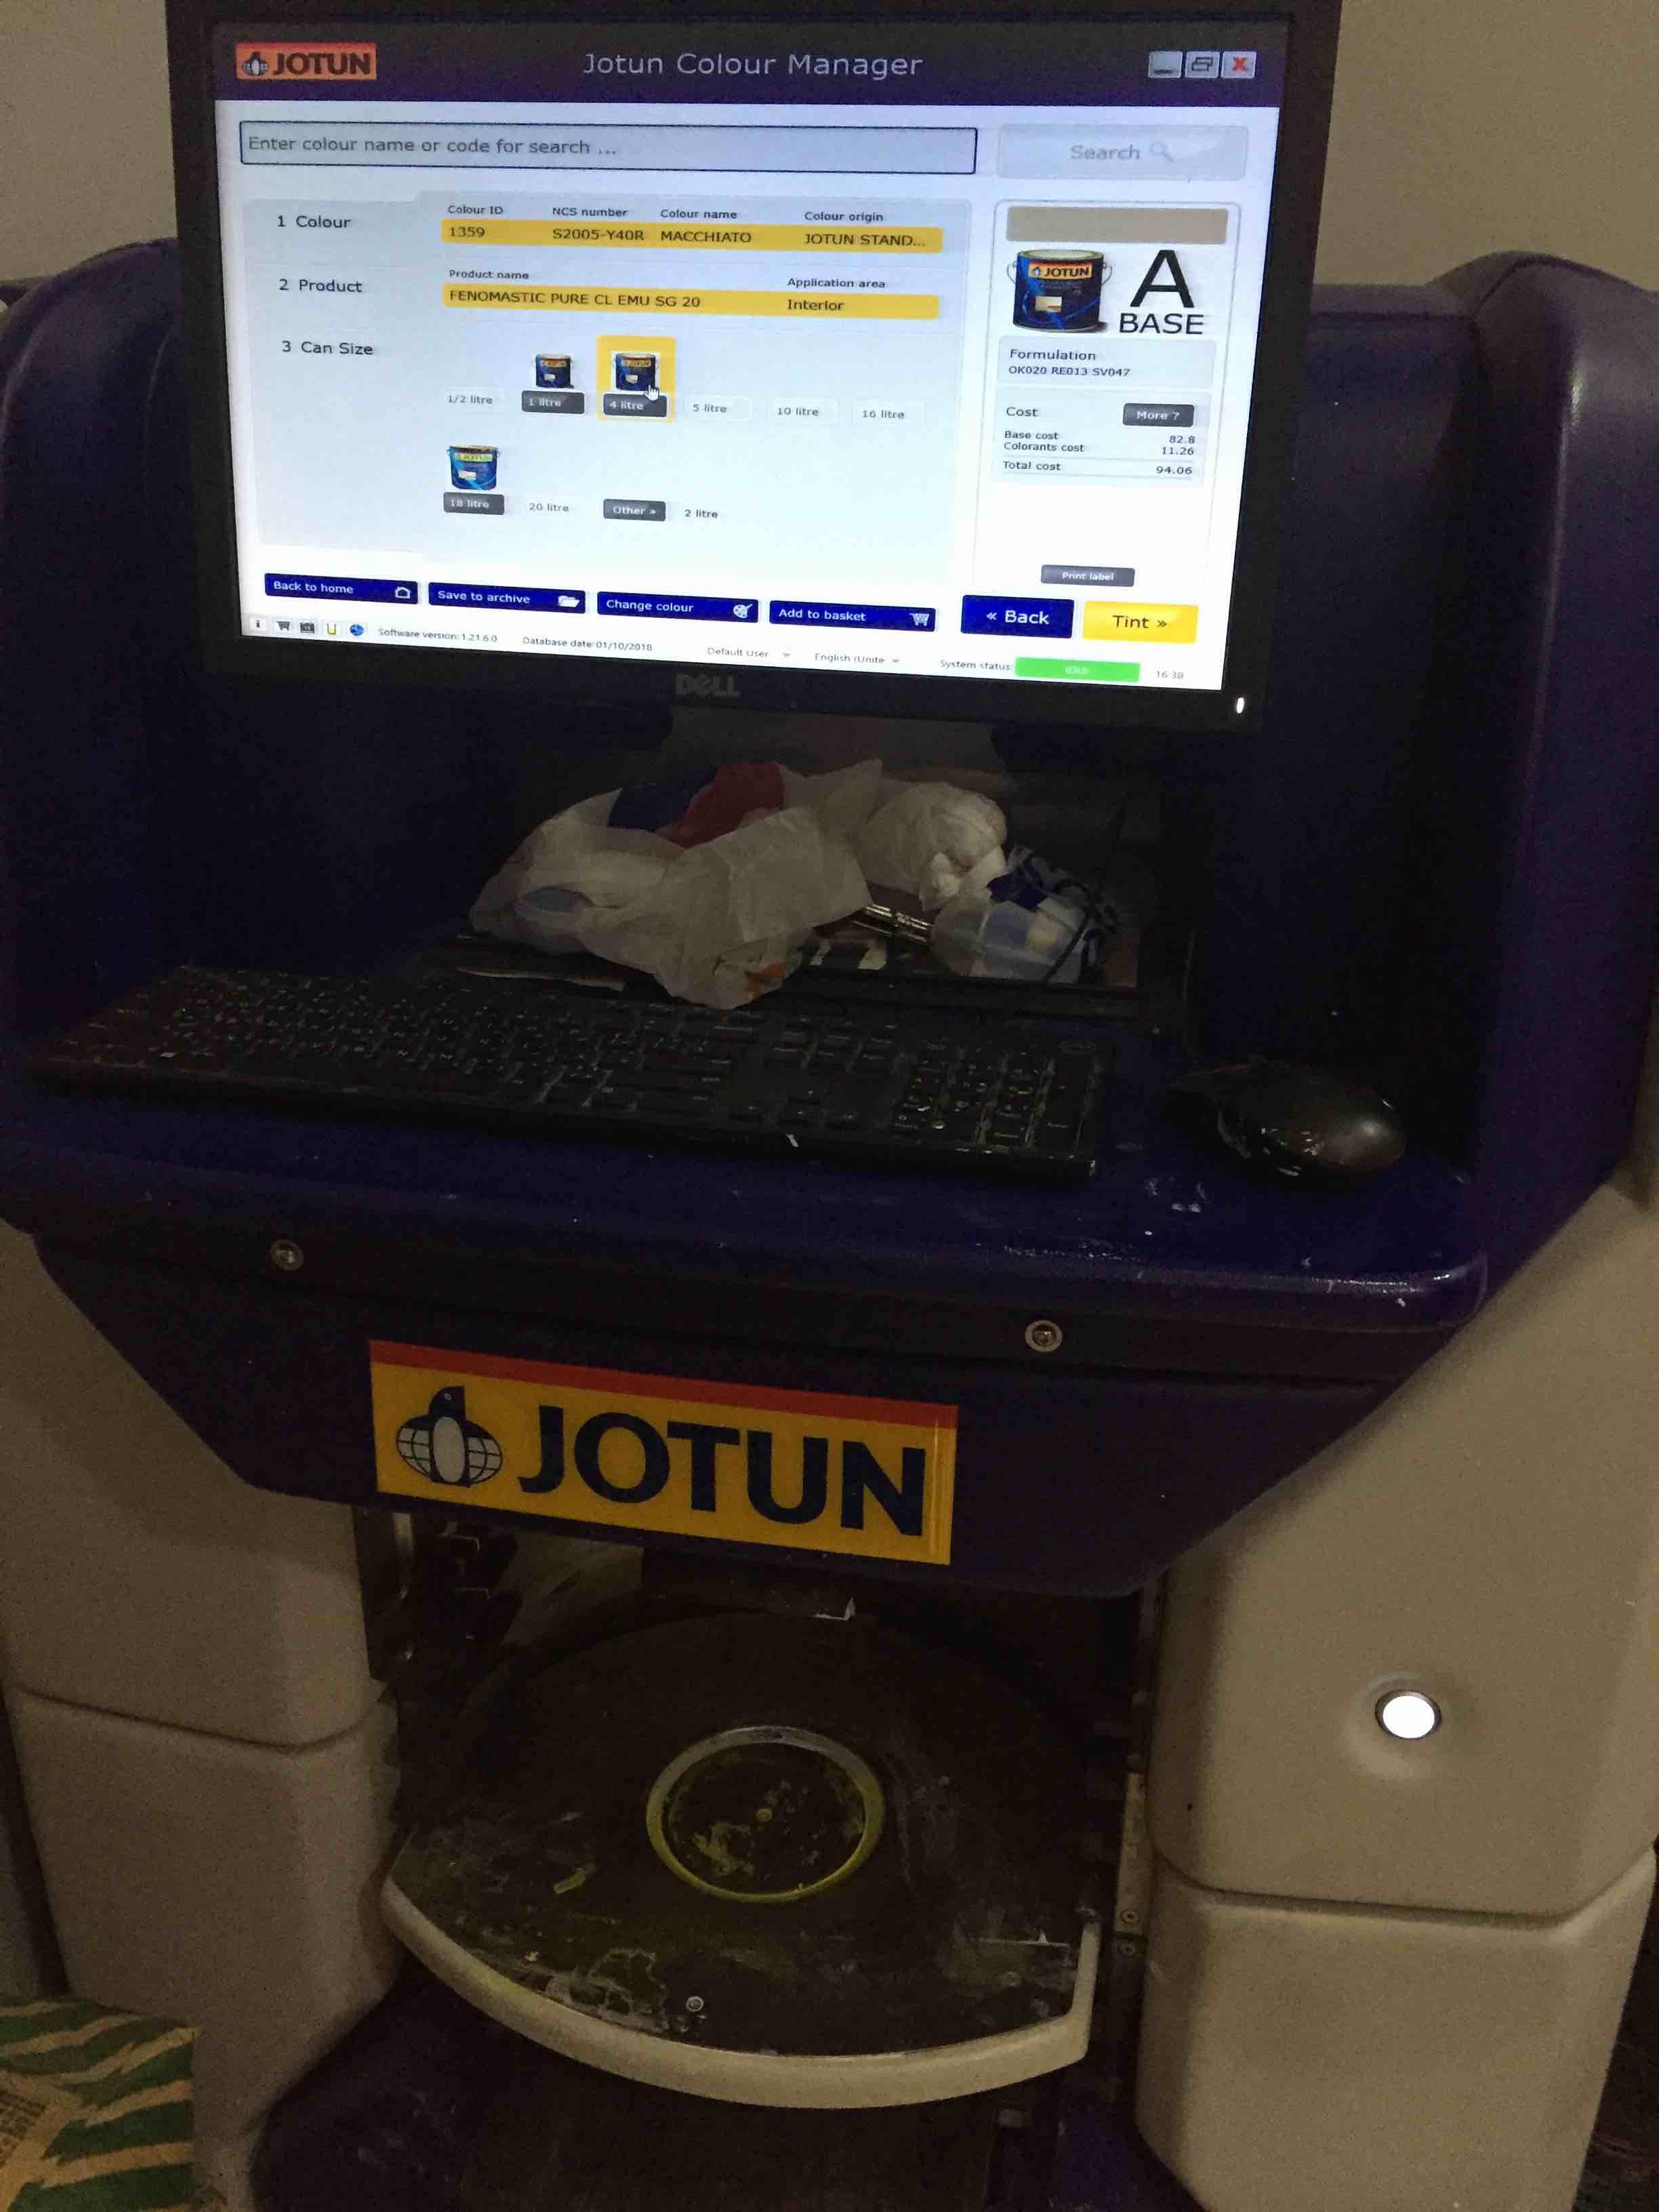 JOTUN
Jotun Colour Manager
Enter colour name or code for search ...
Search
1 Colour
Colour ID NCS number Colour name Colour origin
1359 S2005-Y40R MACCHIATO JOTUN STAND...
2 Product
Product name Application area
FENOMASTIC PURE CL EMU SG 20 Interior
3 Can Size
1/2 litre 1 litre 4 litre 5 litre 10 litre 16 litre
18 litre 20 litre Other » 2 litre
JOTUN
A
BASE
Formulation
OK020 RE013 SV047
Cost More ?
Base cost 82.8
Colorants cost 11.26
Total cost 94.06
Print label
Back to home Save to archive Change colour Add to basket « Back Tint »
Software version:1.21.6.0 Database date:01/10/2018 Default User English (Unite System status: IDLE 16:38
DELL
JOTUN